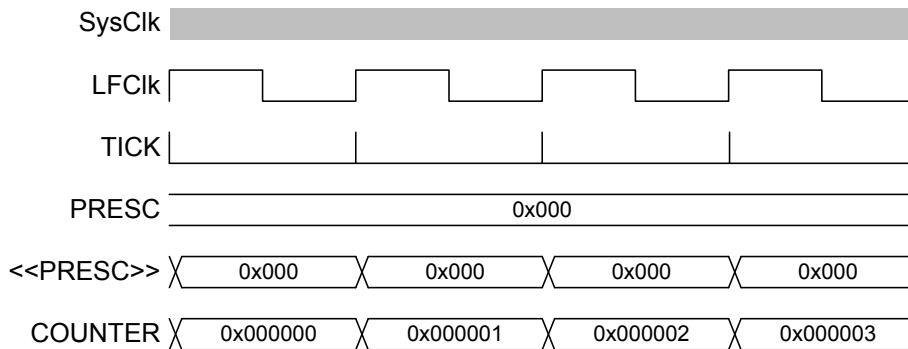 SysClk
LFClk
TICK
PRESC 0x000
<<PRESC>> 0x000 0x000 0x000 0x000
COUNTER 0x000000 0x000001 0x000002 0x000003